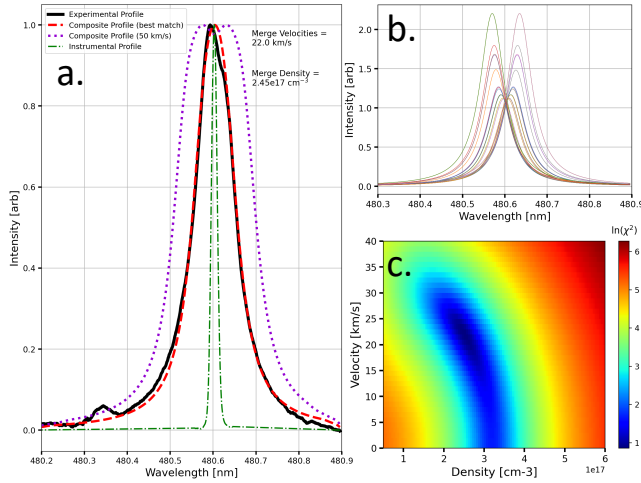 Experimental Profile
Composite Profile (best match)
Composite Profile (50 km/s)
Instrumental Profile
a.
Merge Velocities =
22.0 km/s
Merge Density =
2.45e17 cm⁻³
Intensity [arb]
1.0
0.8
0.6
0.4
0.2
0.0
480.2 480.3 480.4 480.5 480.6 480.7 480.8 480.9
Wavelength [nm]
b.
Intensity [arb]
2.0
1.5
1.0
0.5
0.0
480.3 480.4 480.5 480.6 480.7 480.8 480.9
Wavelength [nm]
c.
ln(χ²)
Velocity [km/s]
40
35
30
25
20
15
10
5
0
1 2 3 4 5 6
1e17
Density [cm-3]
6
5
4
3
2
1